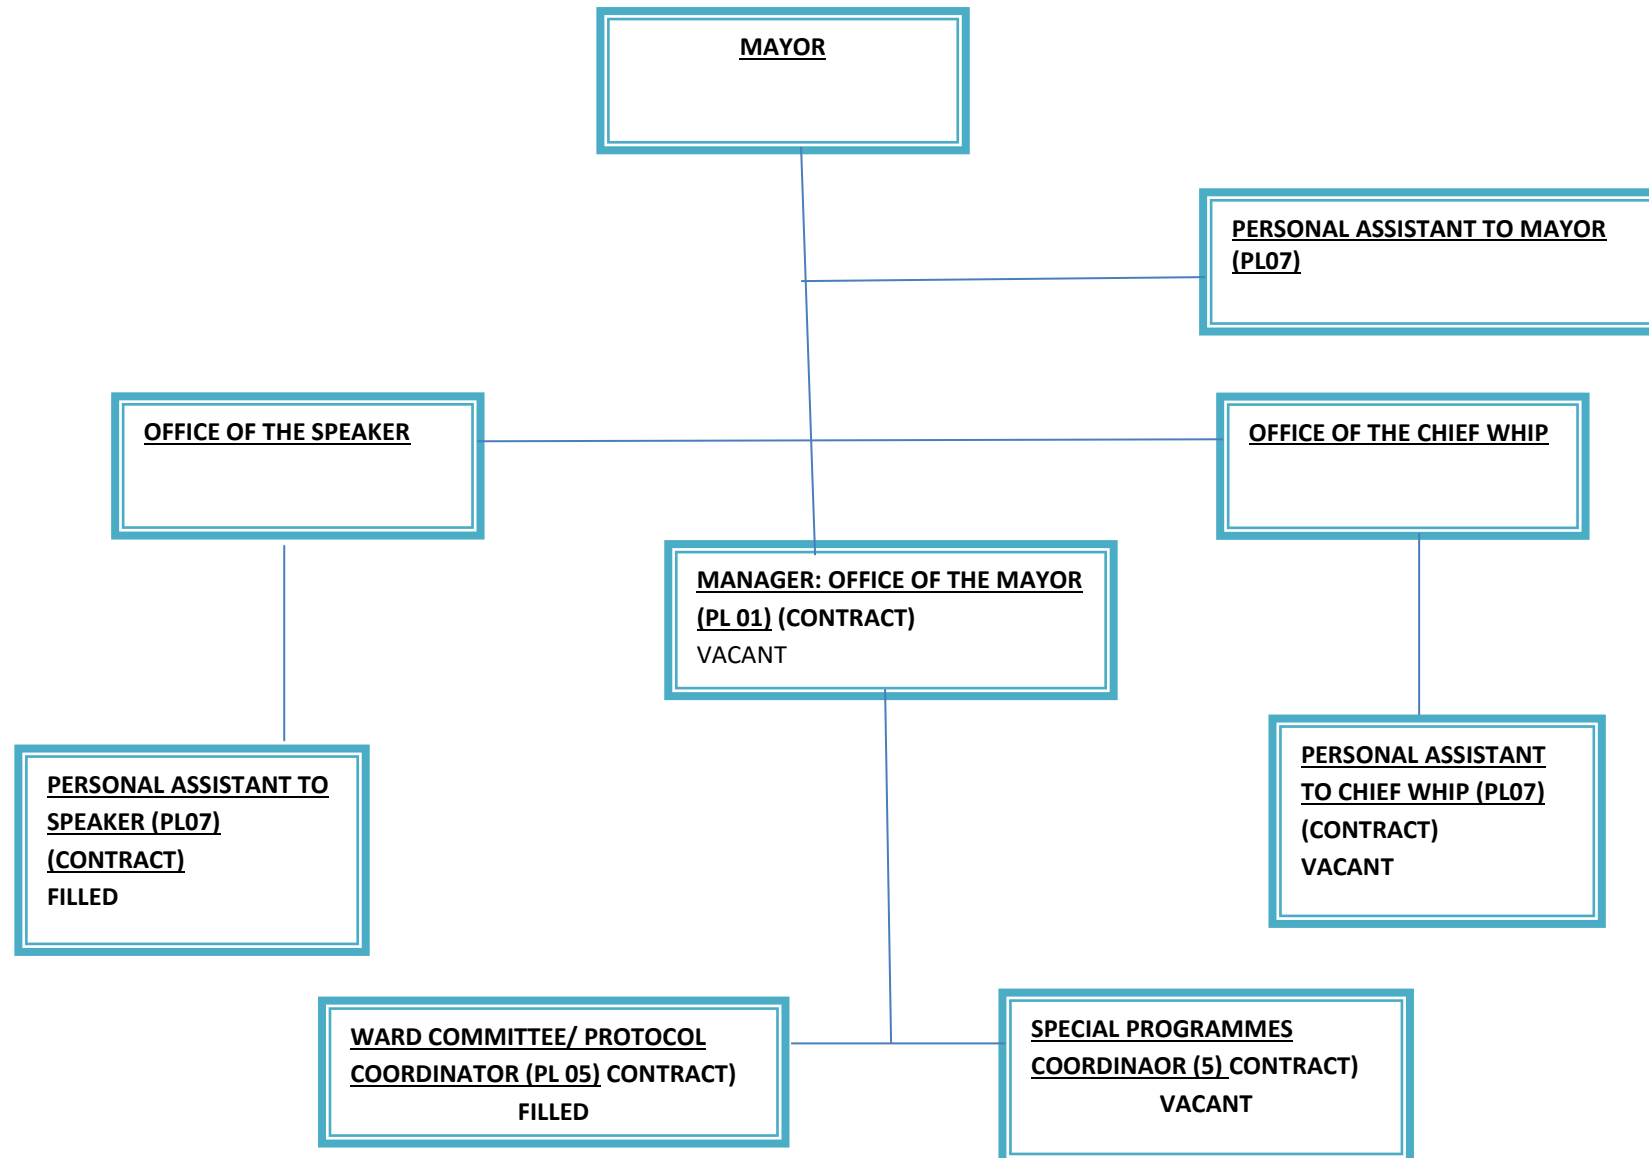 MAYOR
PERSONAL ASSISTANT TO MAYOR
(PL07)
OFFICE OF THE SPEAKER
OFFICE OF THE CHIEF WHIP
MANAGER: OFFICE OF THE MAYOR
(PL 01) (CONTRACT)
VACANT
PERSONAL ASSISTANT TO
SPEAKER (PL07)
(CONTRACT)
FILLED
PERSONAL ASSISTANT
TO CHIEF WHIP (PL07)
(CONTRACT)
VACANT
WARD COMMITTEE/ PROTOCOL
COORDINATOR (PL 05) CONTRACT)
FILLED
SPECIAL PROGRAMMES
COORDINAOR (5) CONTRACT)
VACANT